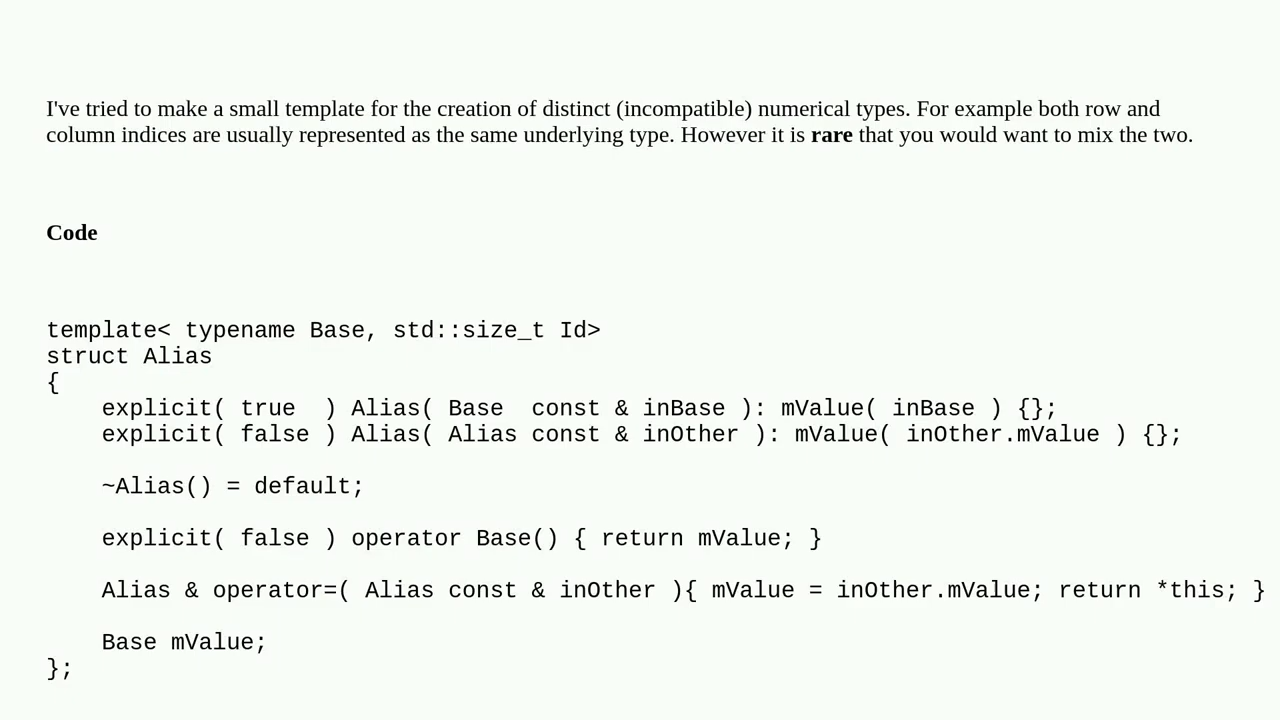 I've tried to make a small template for the creation of distinct (incompatible) numerical types. For example both row and
column indices are usually represented as the same underlying type. However it is rare that you would want to mix the two.
Code
template< typename Base, std::size_t Id>
struct Alias
{
    explicit( true  ) Alias( Base  const & inBase ): mValue( inBase ) {};
    explicit( false ) Alias( Alias const & inOther ): mValue( inOther.mValue ) {};
    ~Alias() = default;
    explicit( false ) operator Base() { return mValue; }
    Alias & operator=( Alias const & inOther ){ mValue = inOther.mValue; return *this; }
    Base mValue;
};